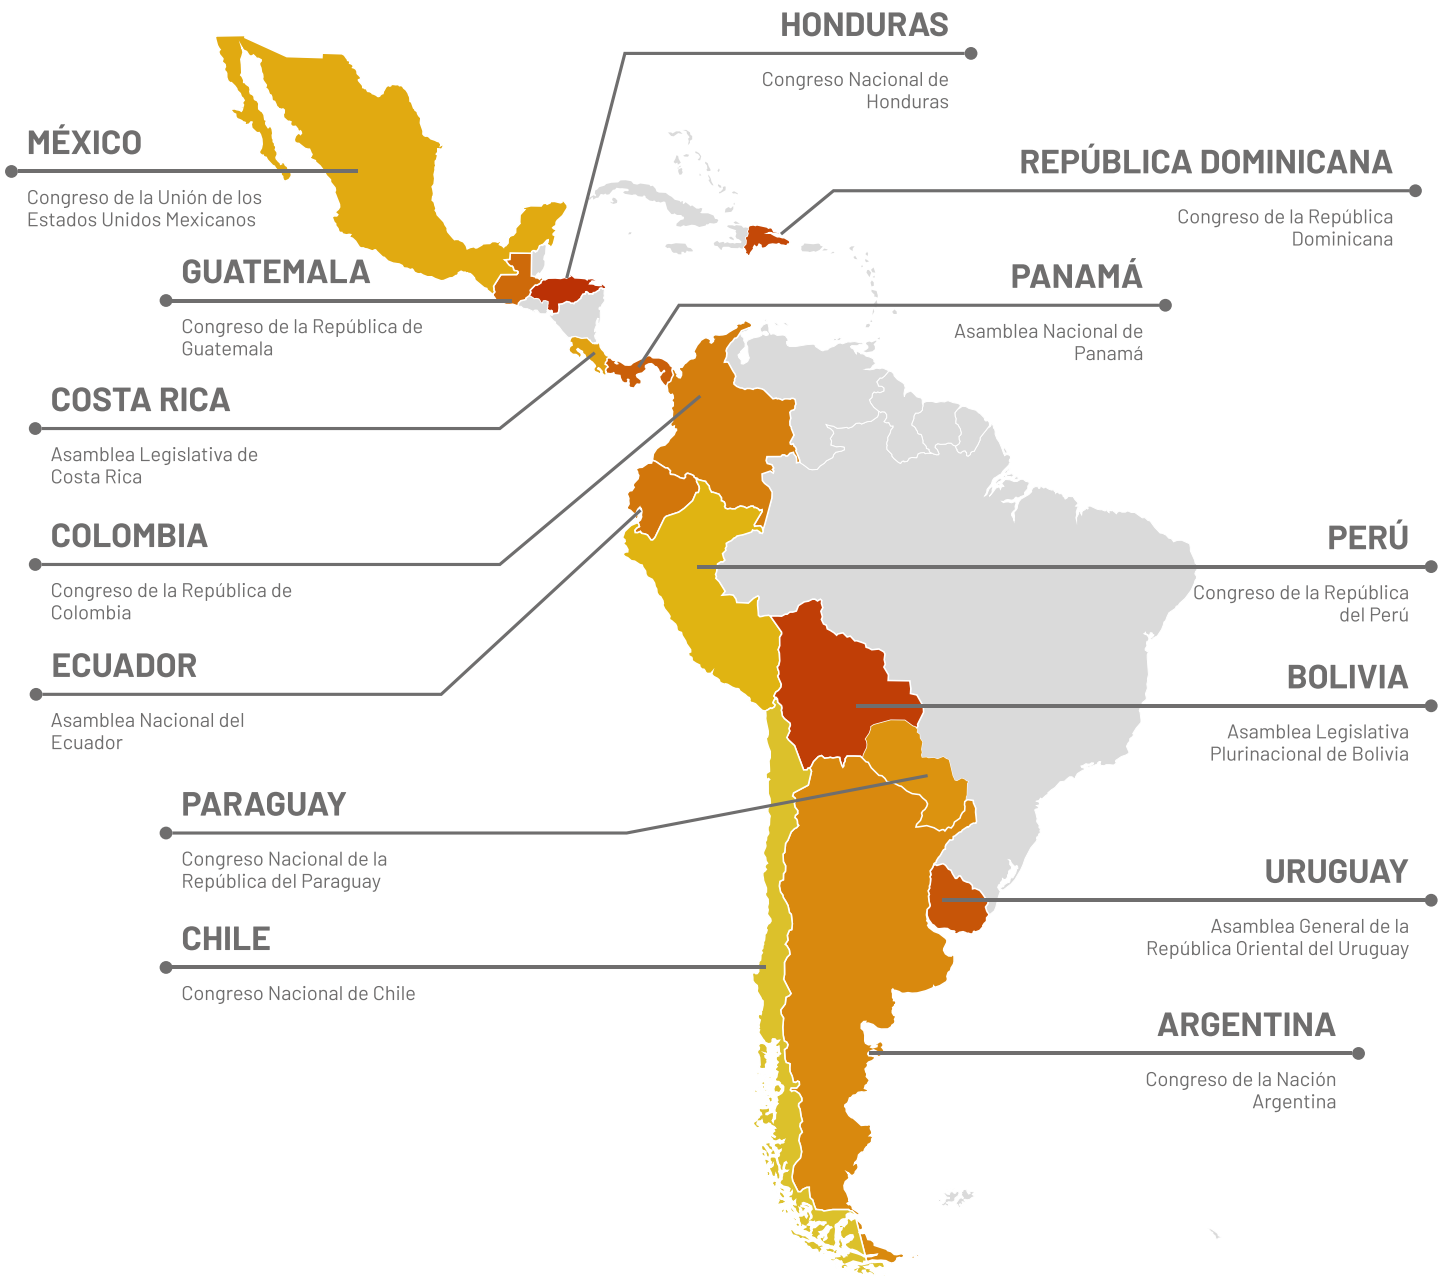 HONDURAS
Congreso Nacional de
Honduras
MÉXICO
Congreso de la Unión de los
Estados Unidos Mexicanos
REPÚBLICA DOMINICANA
Congreso de la República
Dominicana
GUATEMALA
Congreso de la República de
Guatemala
PANAMÁ
Asamblea Nacional de
Panamá
COSTA RICA
Asamblea Legislativa de
Costa Rica
COLOMBIA
Congreso de la República de
Colombia
PERÚ
Congreso de la República
del Perú
ECUADOR
Asamblea Nacional del
Ecuador
BOLIVIA
Asamblea Legislativa
Plurinacional de Bolivia
PARAGUAY
Congreso Nacional de la
República del Paraguay
URUGUAY
Asamblea General de la
República Oriental del Uruguay
CHILE
Congreso Nacional de Chile
ARGENTINA
Congreso de la Nación
Argentina